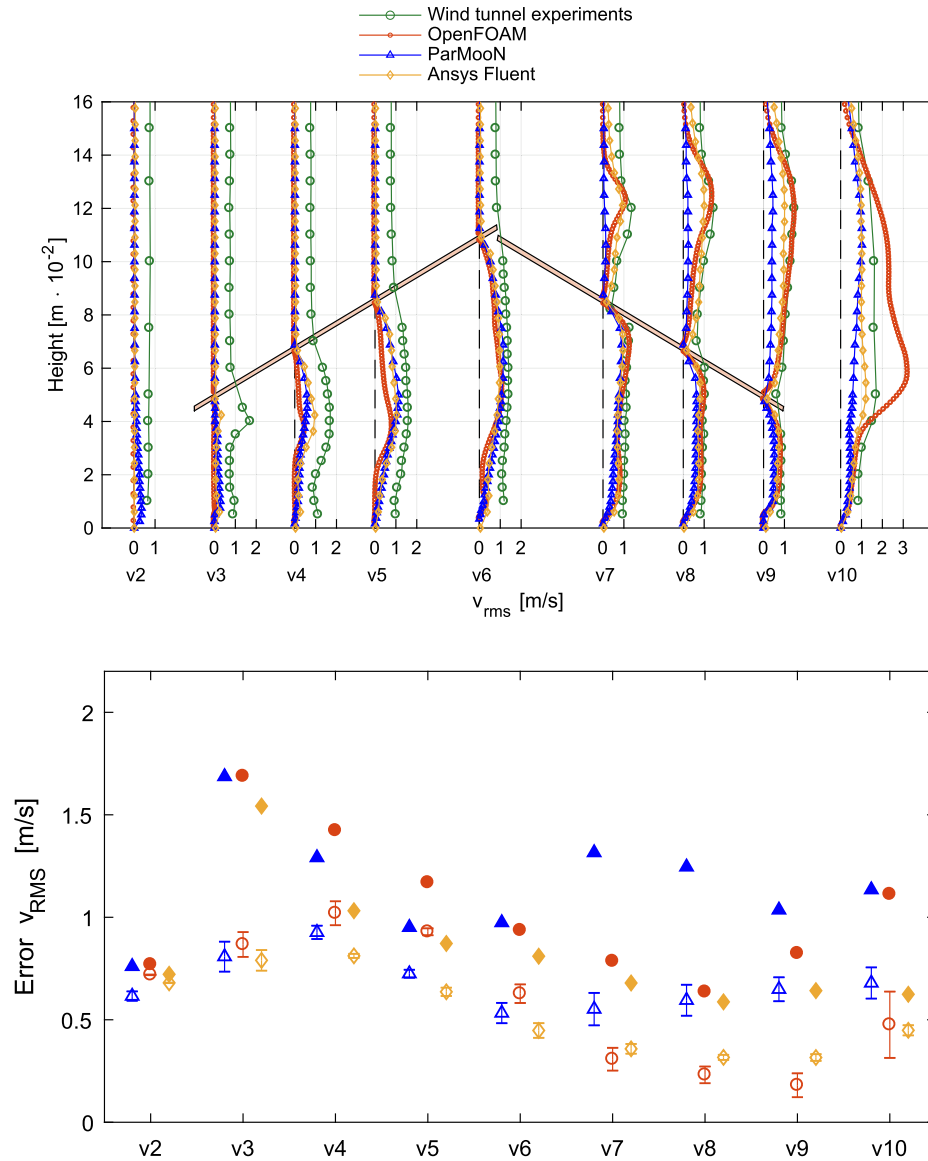 Wind tunnel experiments
OpenFOAM
ParMooN
Ansys Fluent
16
14
12
10
8
6
4
2
0
Height [m · 10⁻²]
0 1 0 1 2 0 1 2 0 1 2 0 1 2 0 1 0 1 0 1 0 1 2 3
v2 v3 v4 v5 v6 v7 v8 v9 v10
v_rms [m/s]
2
1.5
1
0.5
0
Error v_RMS [m/s]
v2 v3 v4 v5 v6 v7 v8 v9 v10